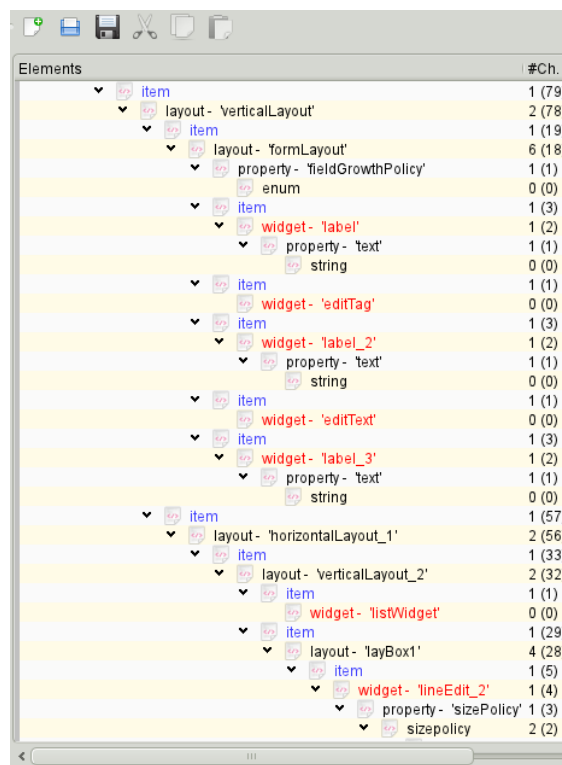 Elements #Ch.
item 1 (79
layout - 'verticalLayout' 2 (78
item 1 (19
layout - 'formLayout' 6 (18
property - 'fieldGrowthPolicy' 1 (1)
enum 0 (0)
item 1 (3)
widget - 'label' 1 (2)
property - 'text' 1 (1)
string 0 (0)
item 1 (1)
widget - 'editTag' 0 (0)
item 1 (3)
widget - 'label_2' 1 (2)
property - 'text' 1 (1)
string 0 (0)
item 1 (1)
widget - 'editText' 0 (0)
item 1 (3)
widget - 'label_3' 1 (2)
property - 'text' 1 (1)
string 0 (0)
item 1 (57
layout - 'horizontalLayout_1' 2 (56
item 1 (33
layout - 'verticalLayout_2' 2 (32
item 1 (1)
widget - 'listWidget' 0 (0)
item 1 (29
layout - 'layBox1' 4 (28
item 1 (5)
widget - 'lineEdit_2' 1 (4)
property - 'sizePolicy' 1 (3)
sizepolicy 2 (2)